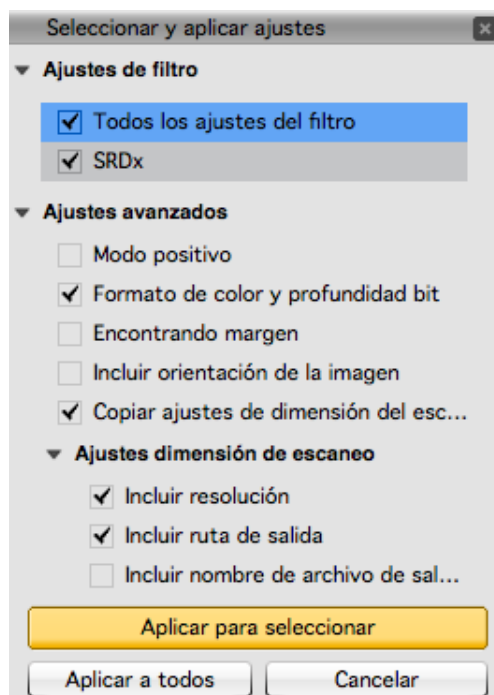 Seleccionar y aplicar ajustes
Ajustes de filtro
Todos los ajustes del filtro
SRDx
Ajustes avanzados
Modo positivo
Formato de color y profundidad bit
Encontrando margen
Incluir orientación de la imagen
Copiar ajustes de dimensión del esc...
Ajustes dimensión de escaneo
Incluir resolución
Incluir ruta de salida
Incluir nombre de archivo de sal...
Aplicar para seleccionar
Aplicar a todos Cancelar